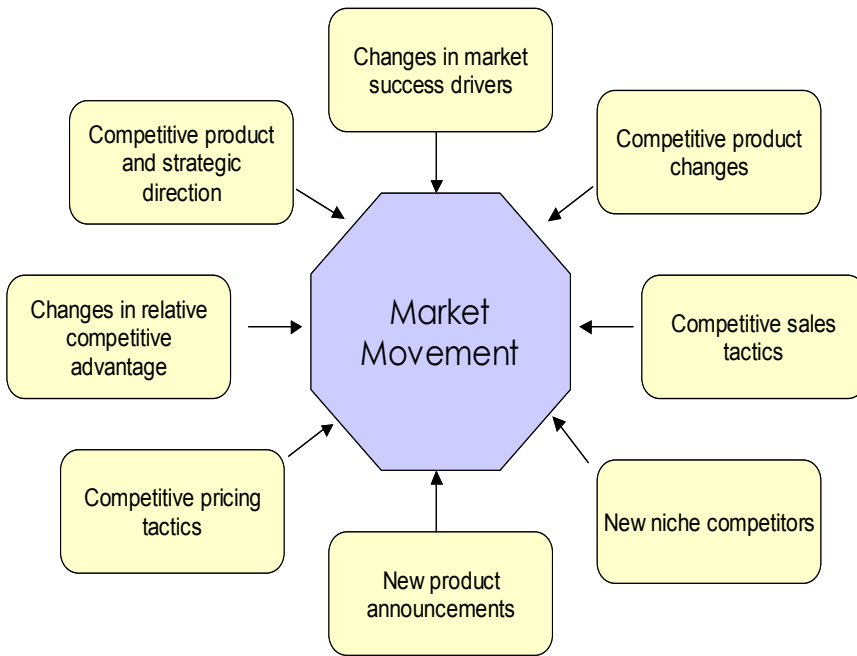 Changes in market
success drivers
Competitive product
and strategic
direction
Competitive product
changes
Changes in relative
competitive
advantage
Market
Movement
Competitive sales
tactics
Competitive pricing
tactics
New niche competitors
New product
announcements